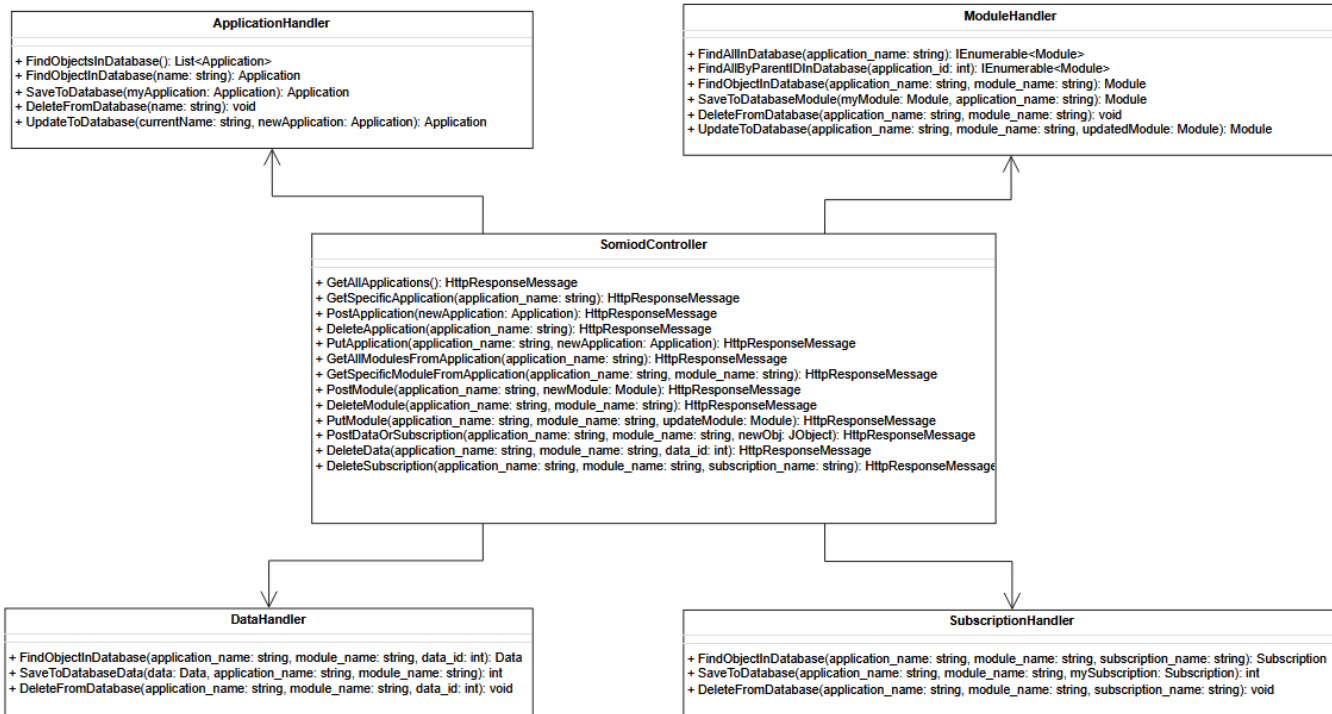 ApplicationHandler
+ FindObjectsInDatabase(): List<Application>
+ FindObjectInDatabase(name: string): Application
+ SaveToDatabase(myApplication: Application): Application
+ DeleteFromDatabase(name: string): void
+ UpdateToDatabase(currentName: string, newApplication: Application): Application
ModuleHandler
+ FindAllInDatabase(application_name: string): IEnumerable<Module>
+ FindAllByParentIDInDatabase(application_id: int): IEnumerable<Module>
+ FindObjectInDatabase(application_name: string, module_name: string): Module
+ SaveToDatabaseModule(myModule: Module, application_name: string): Module
+ DeleteFromDatabase(application_name: string, module_name: string): void
+ UpdateToDatabase(application_name: string, module_name: string, updatedModule: Module): Module
SomiodController
+ GetAllApplications(): HttpResponseMessage
+ GetSpecificApplication(application_name: string): HttpResponseMessage
+ PostApplication(newApplication: Application): HttpResponseMessage
+ DeleteApplication(application_name: string): HttpResponseMessage
+ PutApplication(application_name: string, newApplication: Application): HttpResponseMessage
+ GetAllModulesFromApplication(application_name: string): HttpResponseMessage
+ GetSpecificModuleFromApplication(application_name: string, module_name: string): HttpResponseMessage
+ PostModule(application_name: string, newModule: Module): HttpResponseMessage
+ DeleteModule(application_name: string, module_name: string): HttpResponseMessage
+ PutModule(application_name: string, module_name: string, updateModule: Module): HttpResponseMessage
+ PostDataOrSubscription(application_name: string, module_name: string, newObj: JObject): HttpResponseMessage
+ DeleteData(application_name: string, module_name: string, data_id: int): HttpResponseMessage
+ DeleteSubscription(application_name: string, module_name: string, subscription_name: string): HttpResponseMessage
DataHandler
+ FindObjectInDatabase(application_name: string, module_name: string, data_id: int): Data
+ SaveToDatabaseData(data: Data, application_name: string, module_name: string): int
+ DeleteFromDatabase(application_name: string, module_name: string, data_id: int): void
SubscriptionHandler
+ FindObjectInDatabase(application_name: string, module_name: string, subscription_name: string): Subscription
+ SaveToDatabase(application_name: string, module_name: string, mySubscription: Subscription): int
+ DeleteFromDatabase(application_name: string, module_name: string, subscription_name: string): void